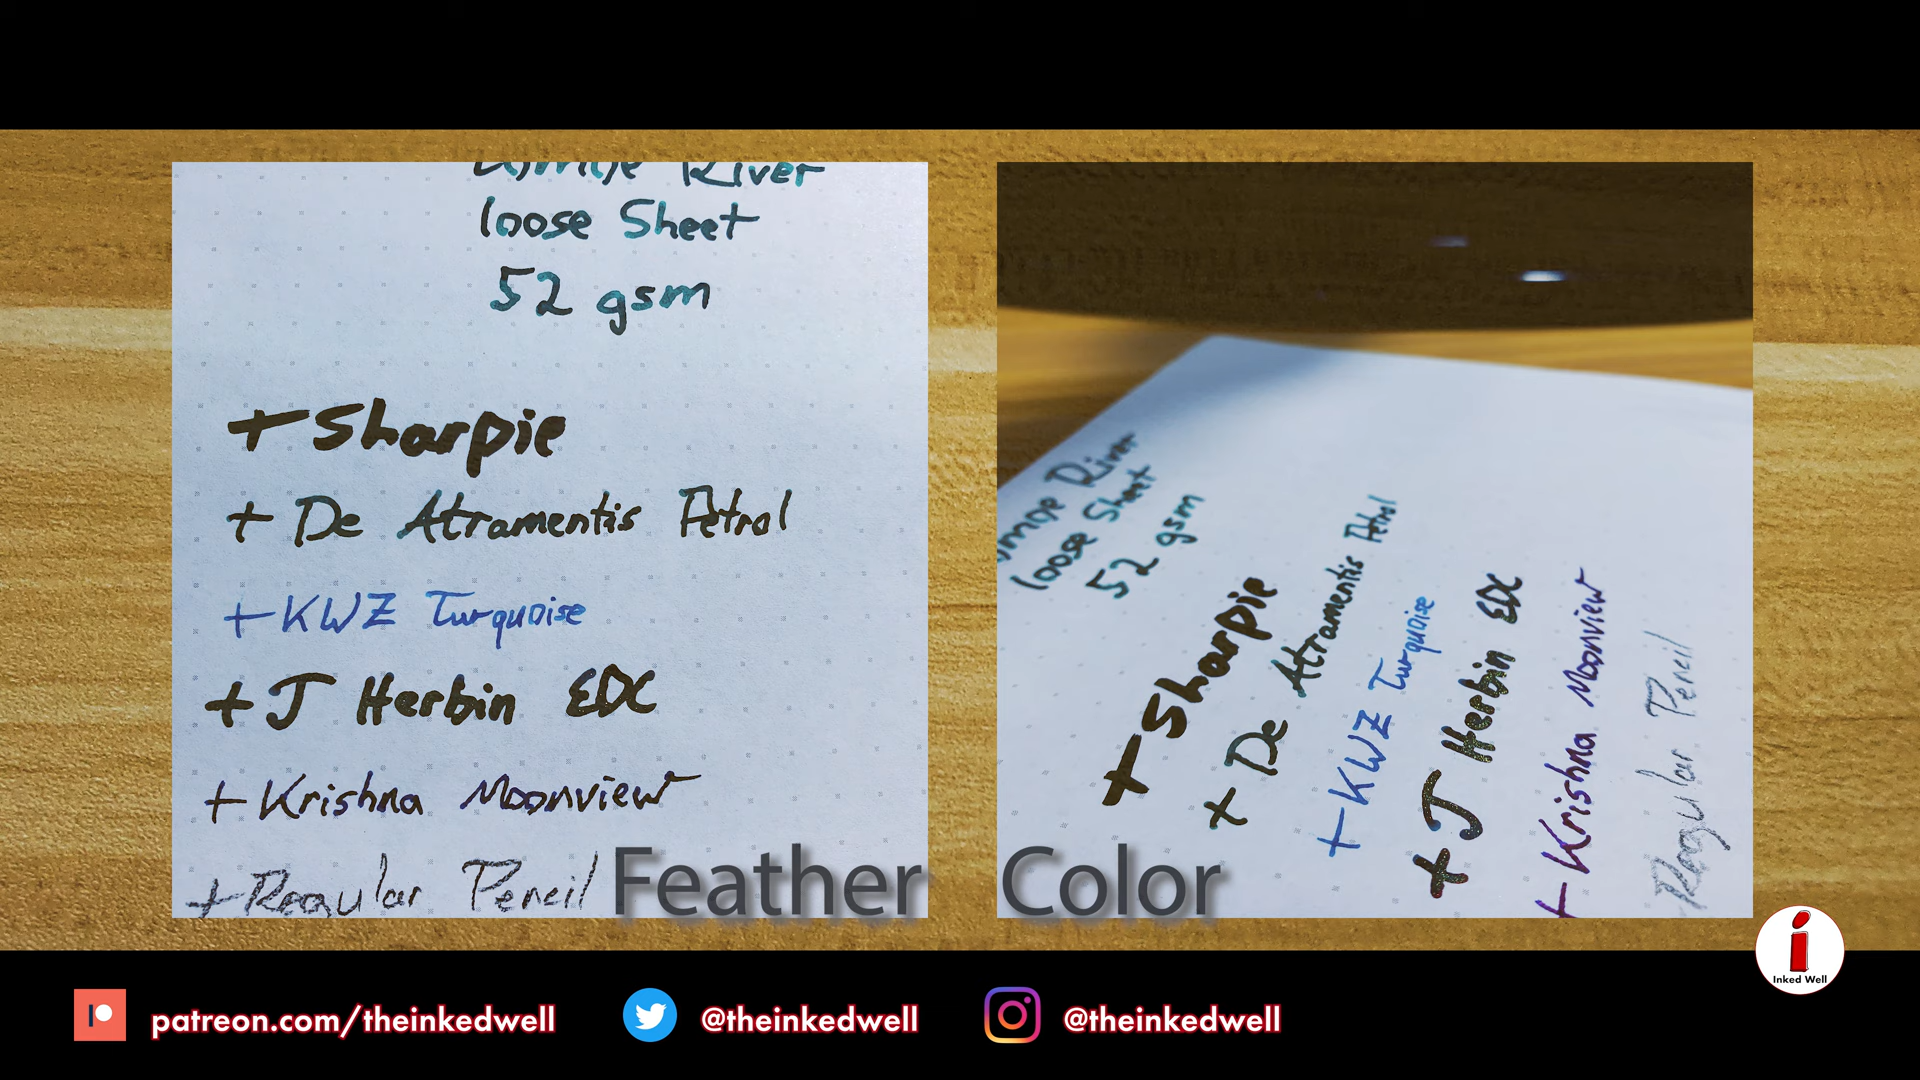 River
loose Sheet
52 gsm
+ Sharpie
+ De Atramentis Petrol
+ KWZ Turquoise
+ J Herbin EDC
+ Krishna Moonview
+ Regular Pencil
Feather
River
loose Sheet
52 gsm
+ Sharpie
+ De Atramentis Petrol
+ KWZ Turquoise
+ J Herbin EDC
+ Krishna Moonview
Regular Pencil
Color
i
Inked Well
patreon.com/theinkedwell
@theinkedwell
@theinkedwell